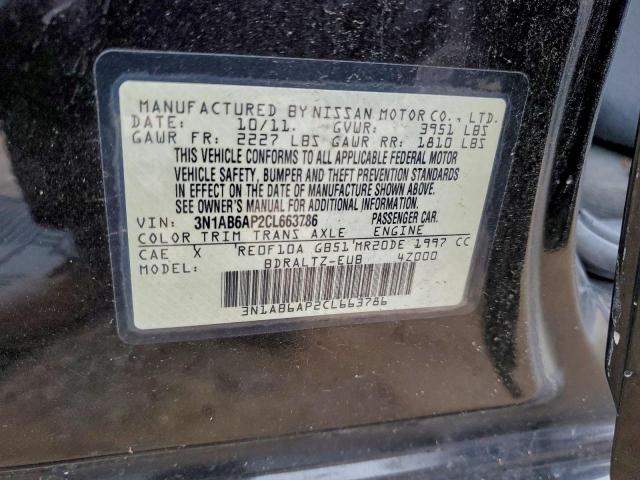 MANUFACTURED BY NISSAN MOTOR CO., LTD.
DATE: 10/11. GVWR: 3951 LBS
GAWR FR: 2227 LBS GAWR RR: 1810 LBS
THIS VEHICLE CONFORMS TO ALL APPLICABLE FEDERAL MOTOR
VEHICLE SAFETY, BUMPER AND THEFT PREVENTION STANDARDS
IN EFFECT ON THE DATE OF MANUFACTURE SHOWN ABOVE.
SEE OWNER'S MANUAL FOR ADDITIONAL INFORMATION
VIN: 3N1AB6AP2CL663786 PASSENGER CAR.
COLOR TRIM TRANS AXLE ENGINE
CAE X RE0F10A GB51 MR20DE 1997 CC
MODEL: BDRALTZ-EUB 4Z000
3N1AB6AP2CL663786